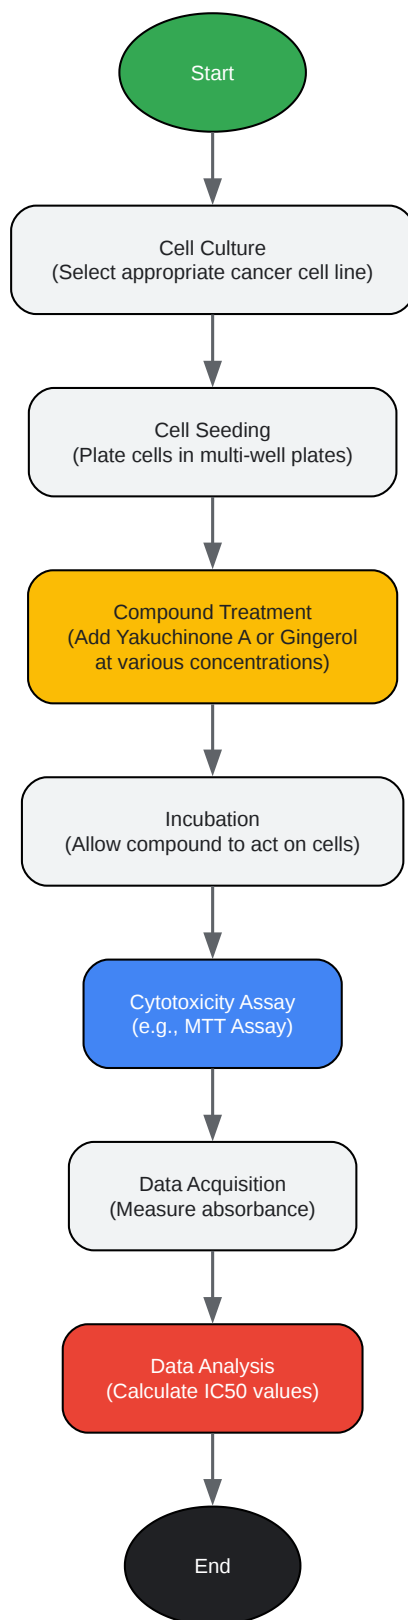 Start
Cell Culture
(Select appropriate cancer cell line)
Cell Seeding
(Plate cells in multi-well plates)
Compound Treatment
(Add Yakuchinone A or Gingerol
at various concentrations)
Incubation
(Allow compound to act on cells)
Cytotoxicity Assay
(e.g., MTT Assay)
Data Acquisition
(Measure absorbance)
Data Analysis
(Calculate IC50 values)
End